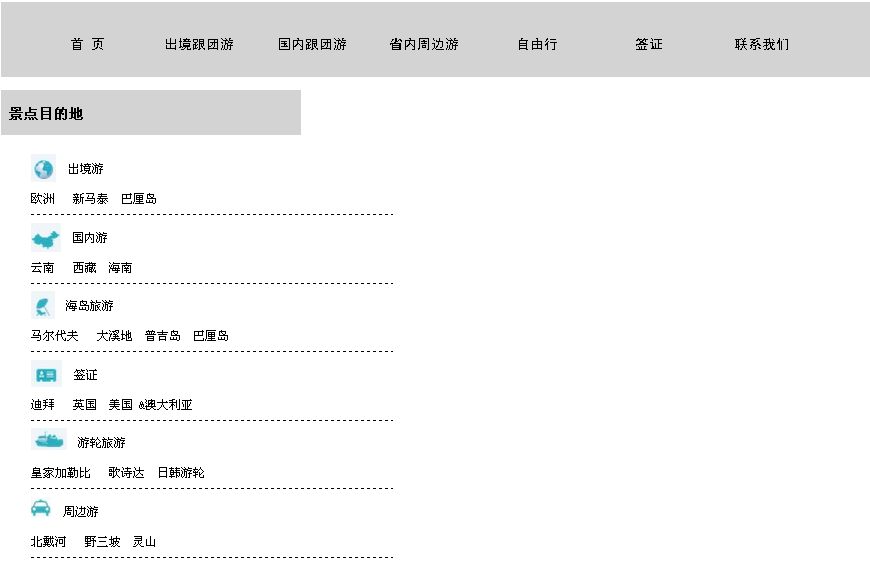 首 页 出境跟团游 国内跟团游 省内周边游 自由行 签证 联系我们
景点目的地
出境游
欧洲 新马泰 巴厘岛
国内游
云南 西藏 海南
海岛旅游
马尔代夫 大溪地 普吉岛 巴厘岛
签证
迪拜 英国 美国 &澳大利亚
游轮旅游
皇家加勒比 歌诗达 日韩游轮
周边游
北戴河 野三坡 灵山